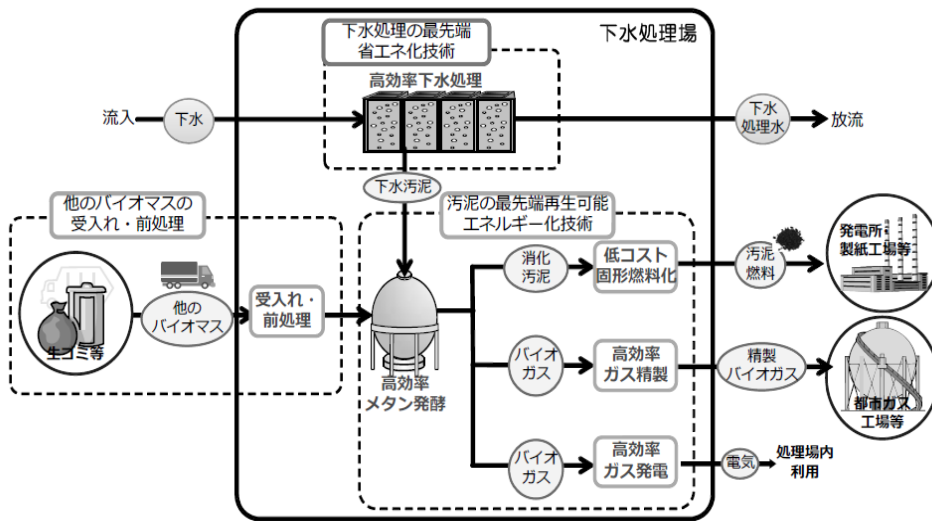 下水処理場
下水処理の最先端
省エネ化技術
高効率下水処理
流入
下水
下水
処理水
放流
下水汚泥
他のバイオマスの
受入れ・前処理
汚泥の最先端再生可能
エネルギー化技術
生ゴミ等
他の
バイオマス
受入れ・
前処理
高効率
メタン発酵
消化
汚泥
低コスト
固形燃料化
汚泥
燃料
発電所・
製紙工場等
バイオ
ガス
高効率
ガス精製
精製
バイオガス
都市ガス
工場等
バイオ
ガス
高効率
ガス発電
電気
処理場内
利用